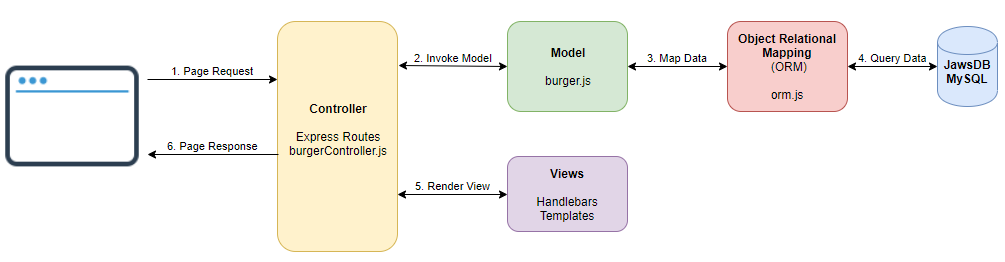 1. Page Request
6. Page Response
Controller
Express Routes
burgerController.js
2. Invoke Model
5. Render View
Model
burger.js
Views
Handlebars
Templates
3. Map Data
Object Relational
Mapping
(ORM)
orm.js
4. Query Data
JawsDB
MySQL